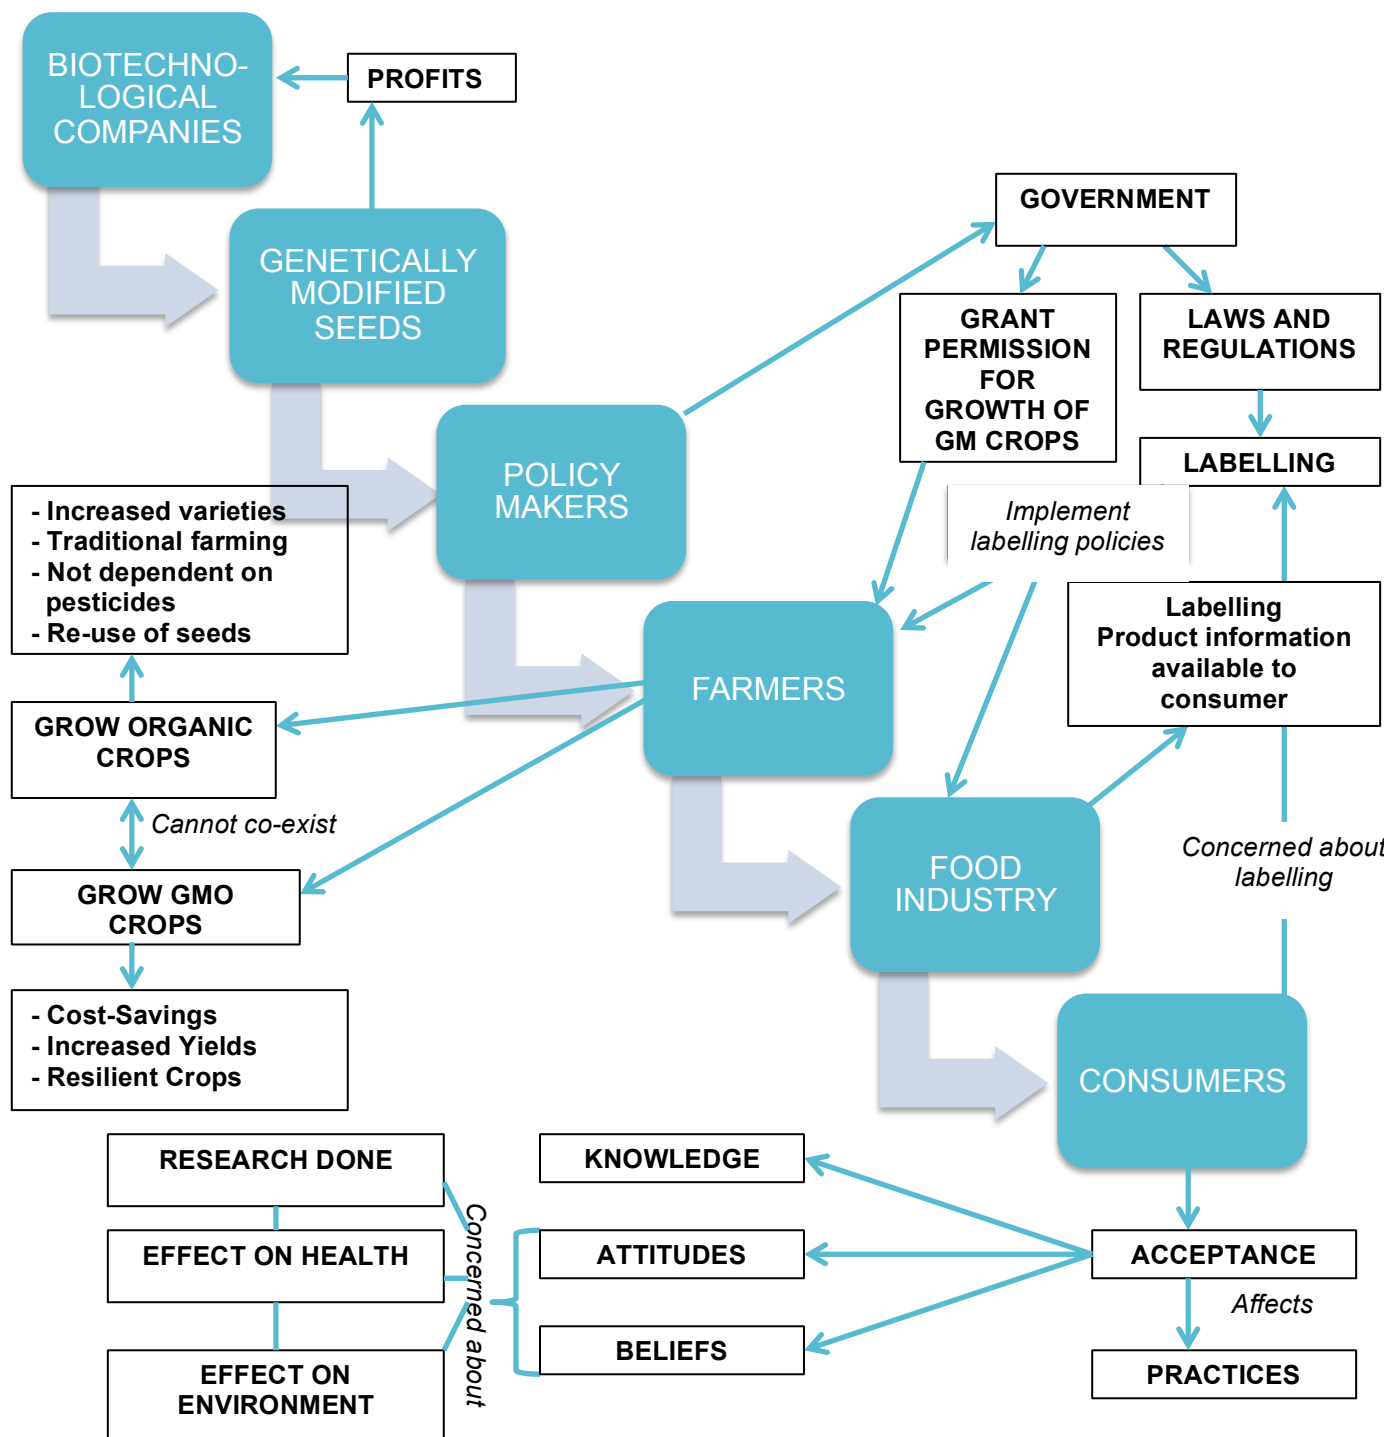 BIOTECHNO-
LOGICAL
COMPANIES
PROFITS
GENETICALLY
MODIFIED
SEEDS
GOVERNMENT
GRANT
PERMISSION
FOR
GROWTH OF
GM CROPS
LAWS AND
REGULATIONS
LABELLING
POLICY
MAKERS
Implement
labelling policies
- Increased varieties
- Traditional farming
- Not dependent on
pesticides
- Re-use of seeds
Labelling
Product information
available to
consumer
FARMERS
GROW ORGANIC
CROPS
Cannot co-exist
GROW GMO
CROPS
FOOD
INDUSTRY
Concerned about
labelling
- Cost-Savings
- Increased Yields
- Resilient Crops
CONSUMERS
RESEARCH DONE
EFFECT ON HEALTH
EFFECT ON
ENVIRONMENT
Concerned about
KNOWLEDGE
ATTITUDES
BELIEFS
ACCEPTANCE
Affects
PRACTICES